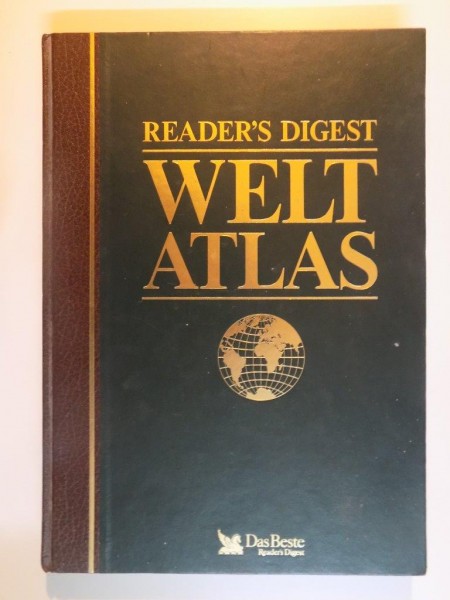 READER'S DIGEST
WELT
ATLAS
Das Beste
Reader's Digest